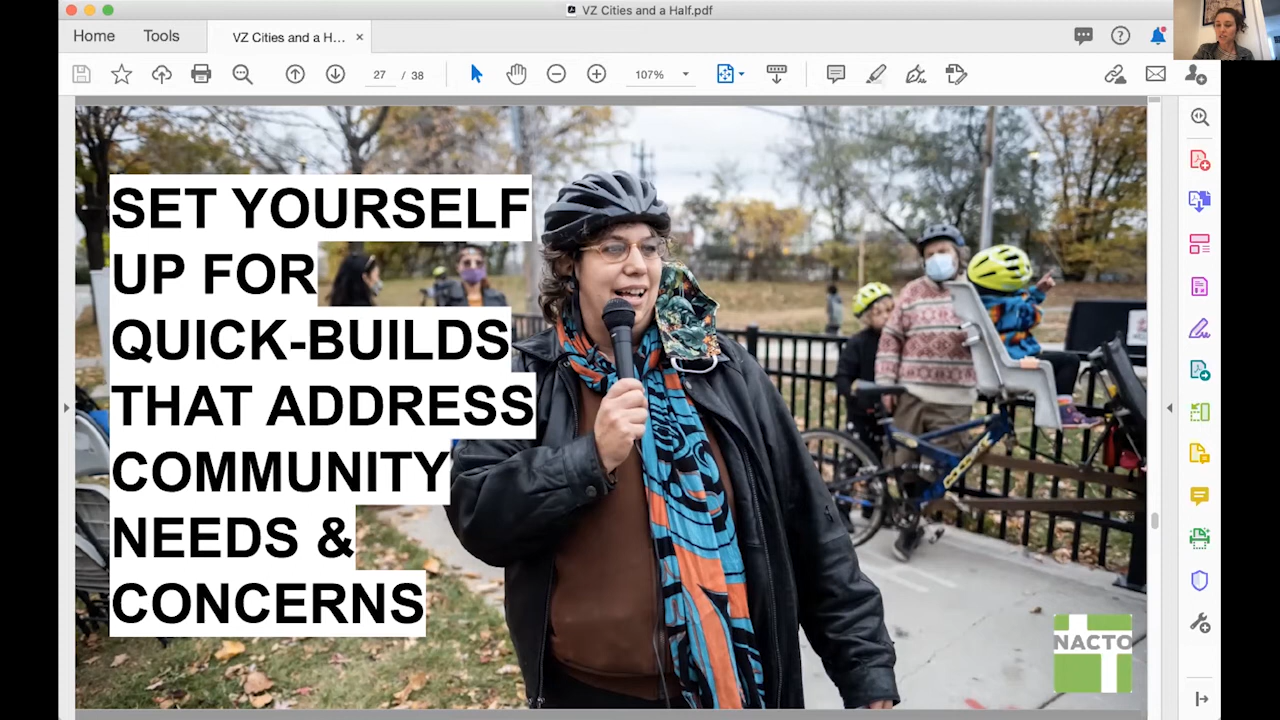 VZ Cities and a Half.pdf
Home
Tools
VZ Cities and a H...
27 / 38
107%
SET YOURSELF
UP FOR
QUICK-BUILDS
THAT ADDRESS
COMMUNITY
NEEDS &
CONCERNS
NACTO